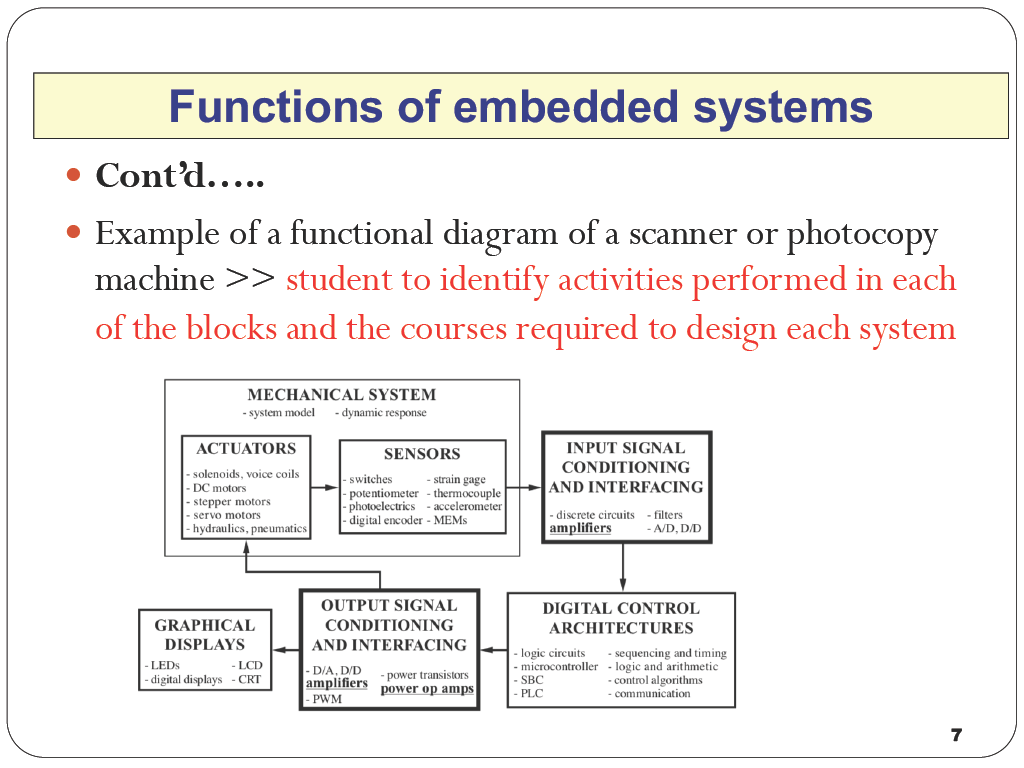 Functions of embedded systems
• Cont’d…..
• Example of a functional diagram of a scanner or photocopy
machine >> student to identify activities performed in each
of the blocks and the courses required to design each system
MECHANICAL SYSTEM
- system model - dynamic response
ACTUATORS
- solenoids, voice coils
- DC motors
- stepper motors
- servo motors
- hydraulics, pneumatics
SENSORS
- switches - strain gage
- potentiometer - thermocouple
- photoelectrics - accelerometer
- digital encoder - MEMs
INPUT SIGNAL
CONDITIONING
AND INTERFACING
- discrete circuits - filters
amplifiers - A/D, D/D
GRAPHICAL
DISPLAYS
- LEDs - LCD
- digital displays - CRT
OUTPUT SIGNAL
CONDITIONING
AND INTERFACING
- D/A, D/D - power transistors
amplifiers power op amps
- PWM
DIGITAL CONTROL
ARCHITECTURES
- logic circuits - sequencing and timing
- microcontroller - logic and arithmetic
- SBC - control algorithms
- PLC - communication
7